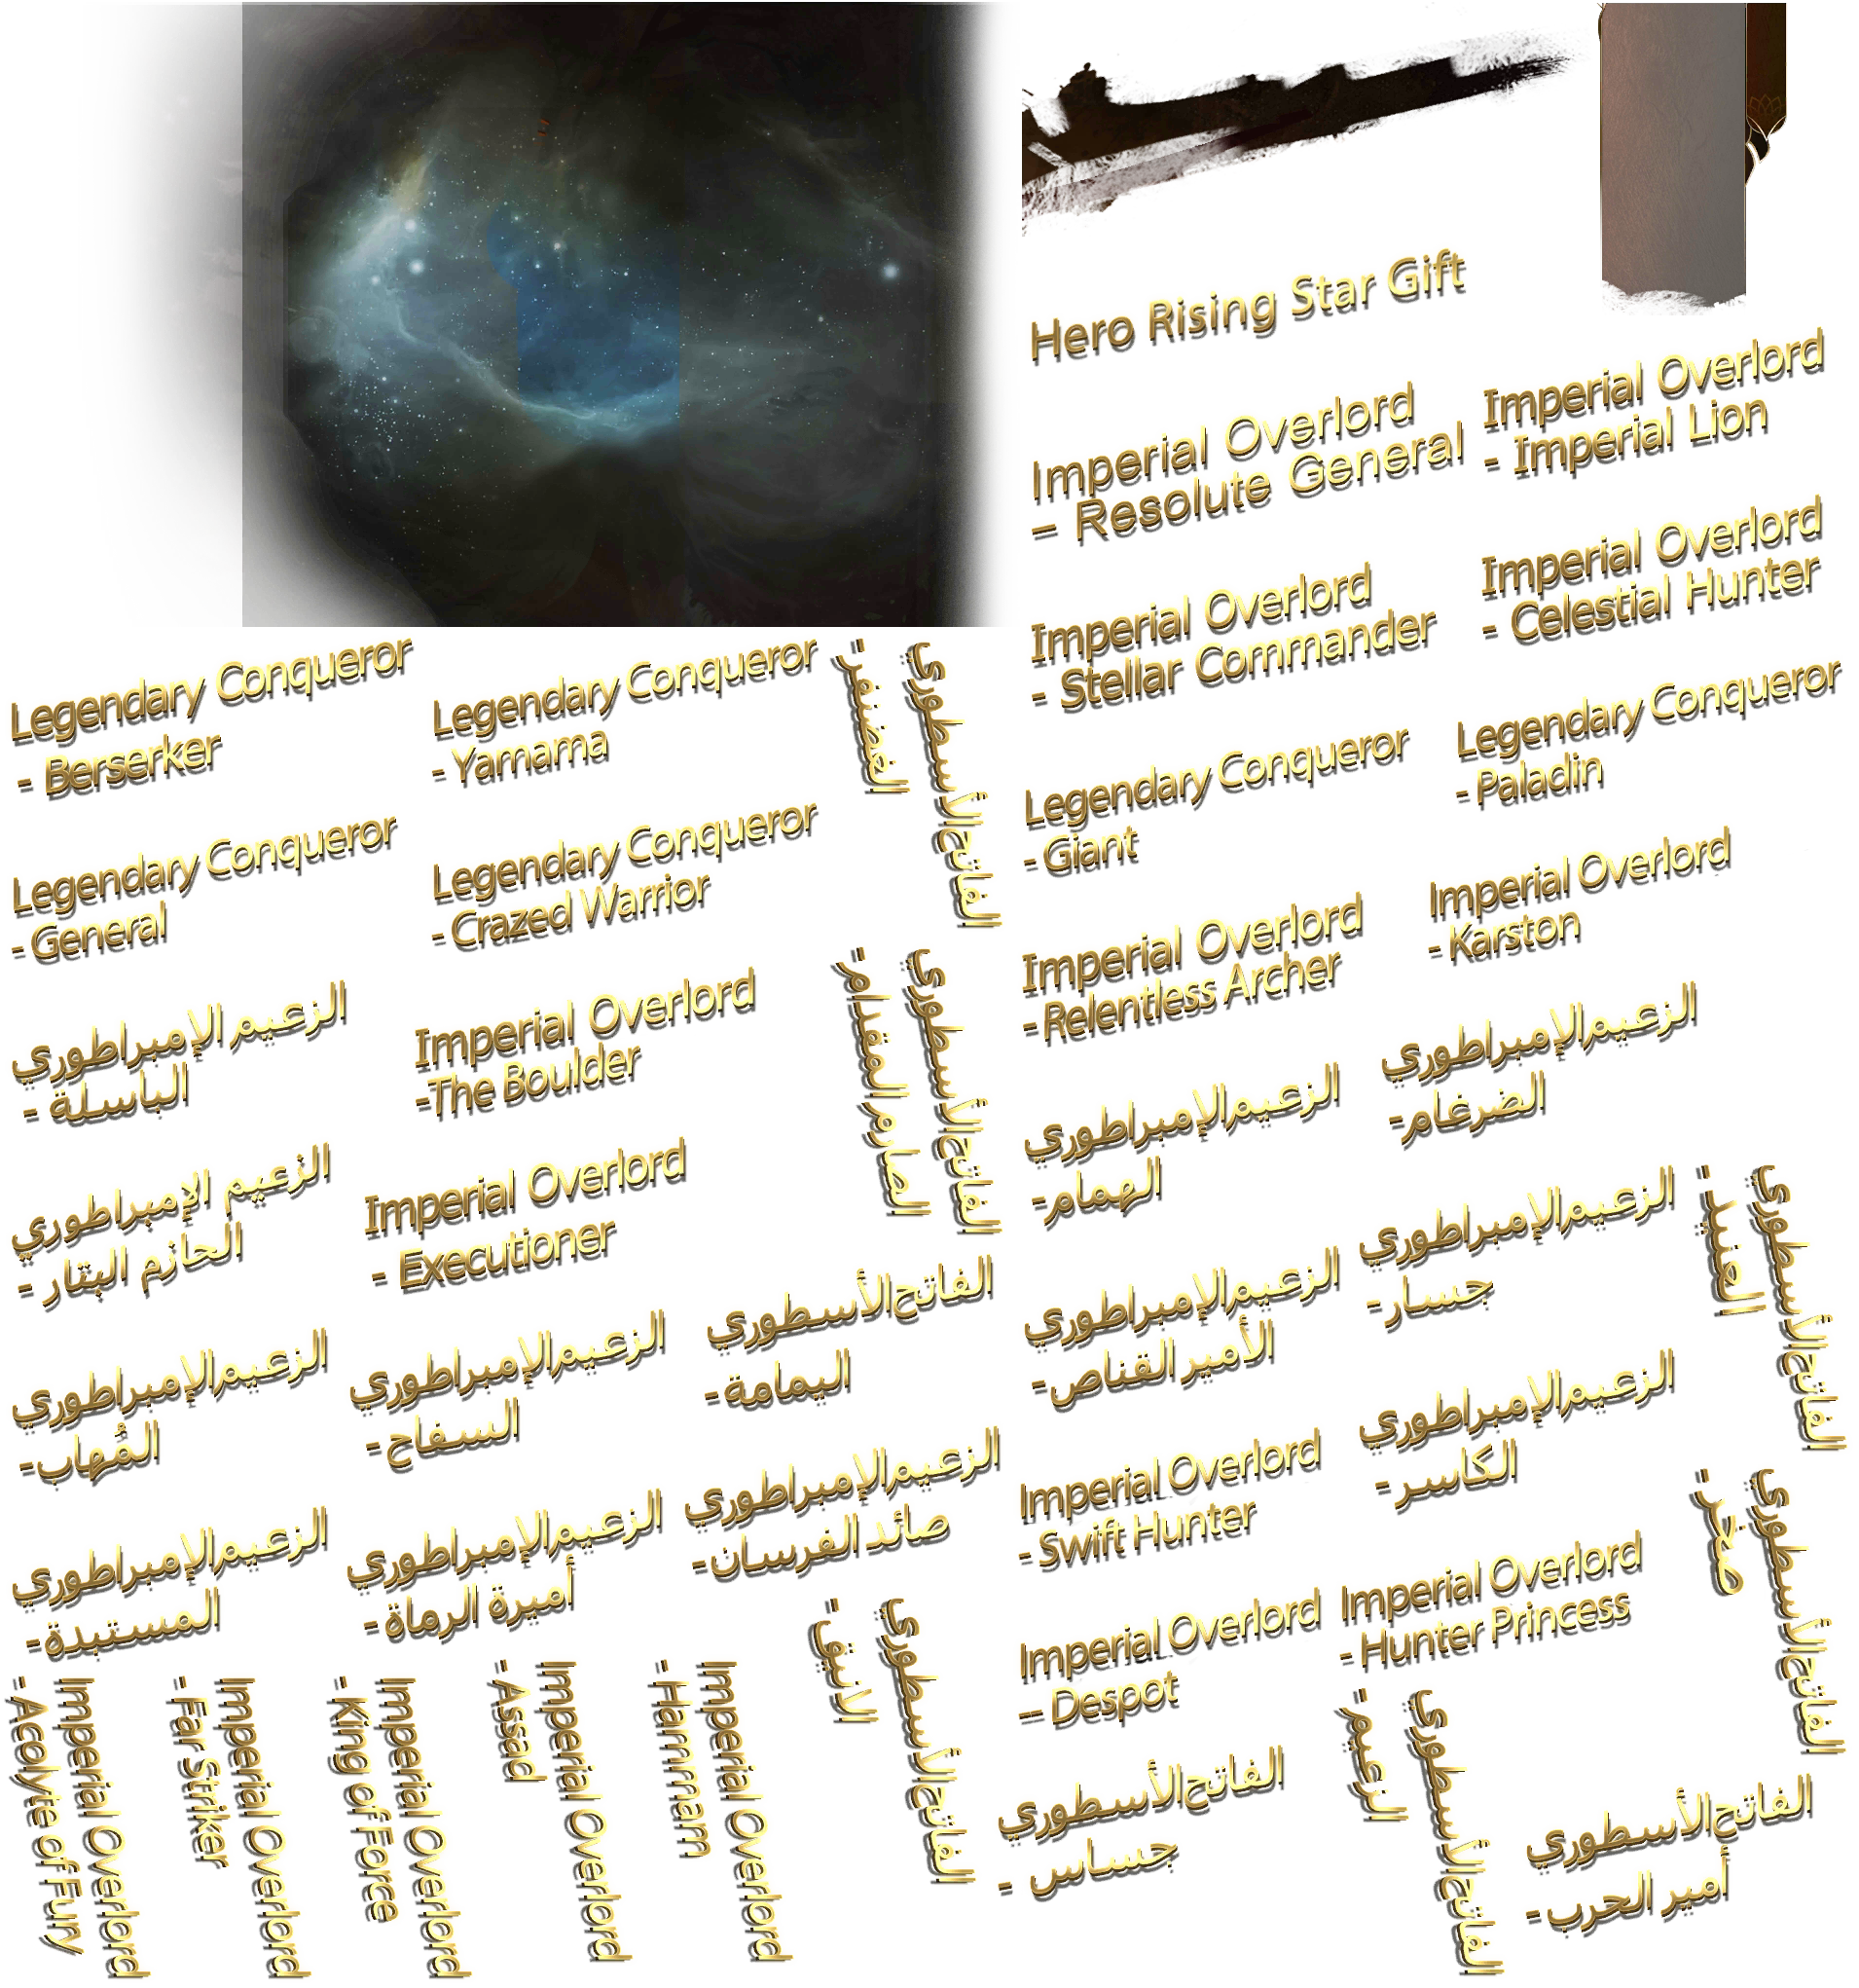 Hero Rising Star Gift
Imperial Overlord
- Resolute General
Imperial Overlord
- Imperial Lion
Imperial Overlord
- Stellar Commander
Imperial Overlord
- Celestial Hunter
Legendary Conqueror
- Berserker
Legendary Conqueror
- Yamama
الفاتح الأسطوري
- الغضنفر
Legendary Conqueror
- Giant
Legendary Conqueror
- Paladin
Legendary Conqueror
- General
Legendary Conqueror
- Crazed Warrior
Imperial Overlord
- Relentless Archer
Imperial Overlord
- Karston
الزعيم الإمبراطوري
- الباسلة
Imperial Overlord
-The Boulder
الفاتح الأسطوري
- الصارم المقدام
الزعيم الإمبراطوري
- الهمام
الزعيم الإمبراطوري
- الضرغام
الزعيم الإمبراطوري
- الحازم البتار
Imperial Overlord
- Executioner
الزعيم الإمبراطوري
- الأمير القناص
الزعيم الإمبراطوري
- جسار
الفاتح الأسطوري
- العنيد
الزعيم الإمبراطوري
- المُهاب
الزعيم الإمبراطوري
- السفاح
الفاتح الأسطوري
- اليمامة
Imperial Overlord
- Swift Hunter
الزعيم الإمبراطوري
- الكاسر
الفاتح الأسطوري
- صخر
الزعيم الإمبراطوري
- المستبدة
الزعيم الإمبراطوري
- أميرة الرماة
الزعيم الإمبراطوري
- صائد الفرسان
Imperial Overlord
-- Despot
Imperial Overlord
- Hunter Princess
Imperial Overlord
- Acolyte of Fury
Imperial Overlord
- Far Striker
Imperial Overlord
- King of Force
Imperial Overlord
- Assad
Imperial Overlord
- Hammam
الفاتح الأسطوري
- الانيق
الفاتح الأسطوري
- جساس
الفاتح الأسطوري
- الزعيم
الفاتح الأسطوري
- أمير الحرب